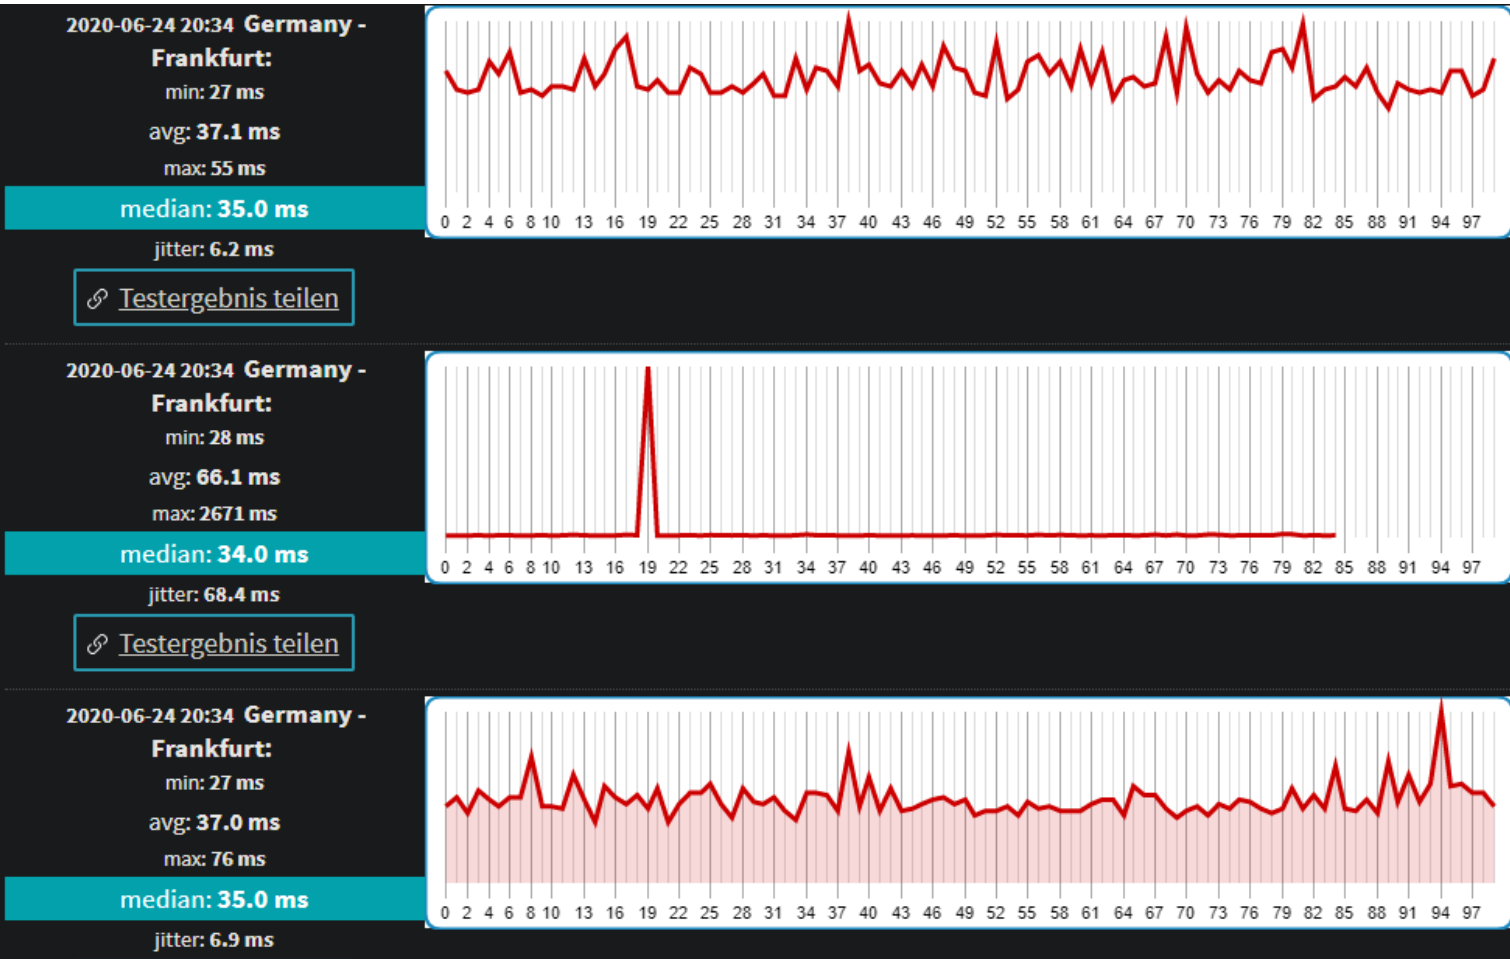 2020-06-24 20:34 Germany -
Frankfurt:
min: 27 ms
avg: 37.1 ms
max: 55 ms
median: 35.0 ms
jitter: 6.2 ms
Testergebnis teilen
0 2 4 6 8 10 13 16 19 22 25 28 31 34 37 40 43 46 49 52 55 58 61 64 67 70 73 76 79 82 85 88 91 94 97
2020-06-24 20:34 Germany -
Frankfurt:
min: 28 ms
avg: 66.1 ms
max: 2671 ms
median: 34.0 ms
jitter: 68.4 ms
Testergebnis teilen
0 2 4 6 8 10 13 16 19 22 25 28 31 34 37 40 43 46 49 52 55 58 61 64 67 70 73 76 79 82 85 88 91 94 97
2020-06-24 20:34 Germany -
Frankfurt:
min: 27 ms
avg: 37.0 ms
max: 76 ms
median: 35.0 ms
jitter: 6.9 ms
0 2 4 6 8 10 13 16 19 22 25 28 31 34 37 40 43 46 49 52 55 58 61 64 67 70 73 76 79 82 85 88 91 94 97